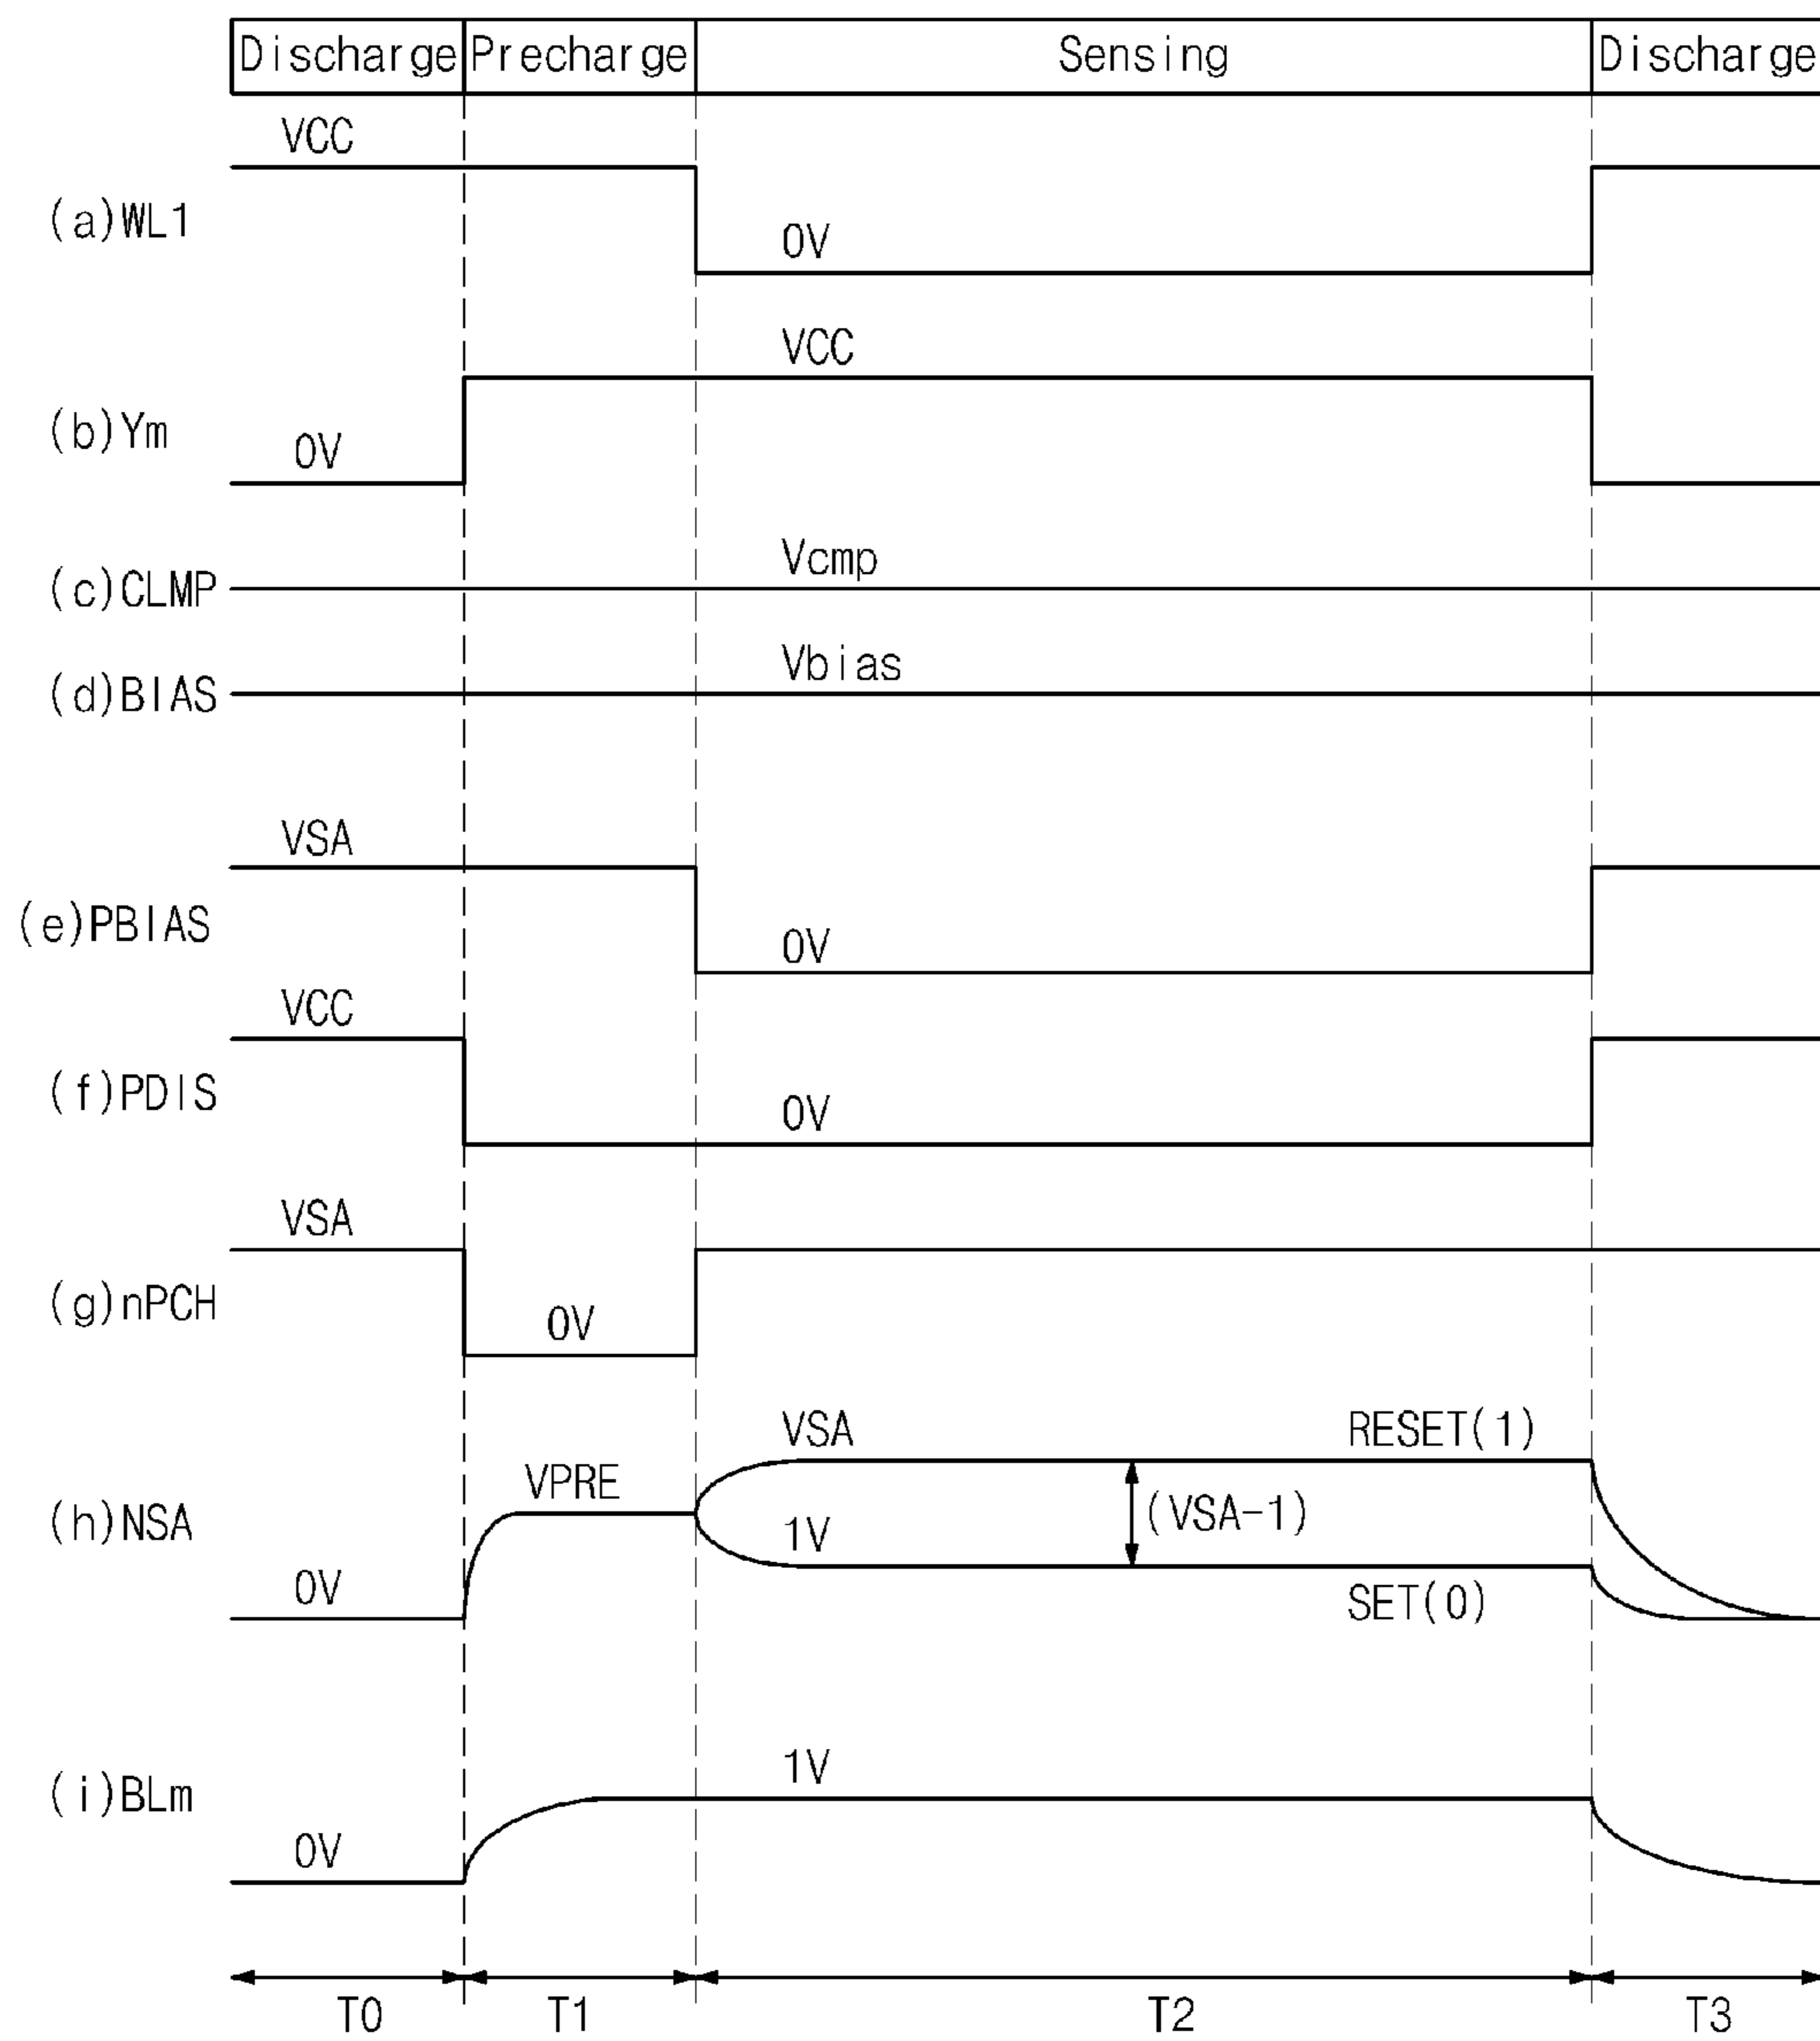 Discharge Precharge Sensing Discharge
VCC
(a)WL1
0V
VCC
(b)Ym
0V
Vcmp
(c)CLMP
Vbias
(d)BIAS
VSA
(e)PBIAS
0V
VCC
(f)PDIS
0V
VSA
(g)nPCH
0V
VSA RESET(1)
VPRE
(h)NSA 1V (VSA-1)
0V SET(0)
1V
(i)BLm
0V
T0 T1 T2 T3